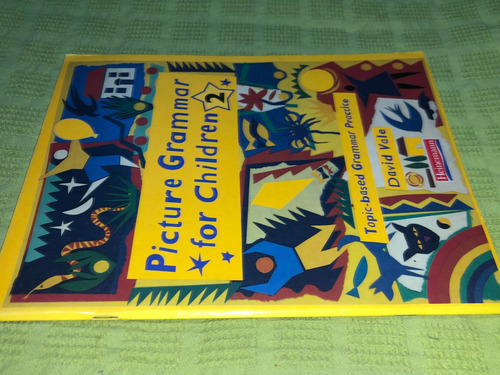 Picture Grammar
for Children 2
Topic-based Grammar Practice
David Vale
Heinemann